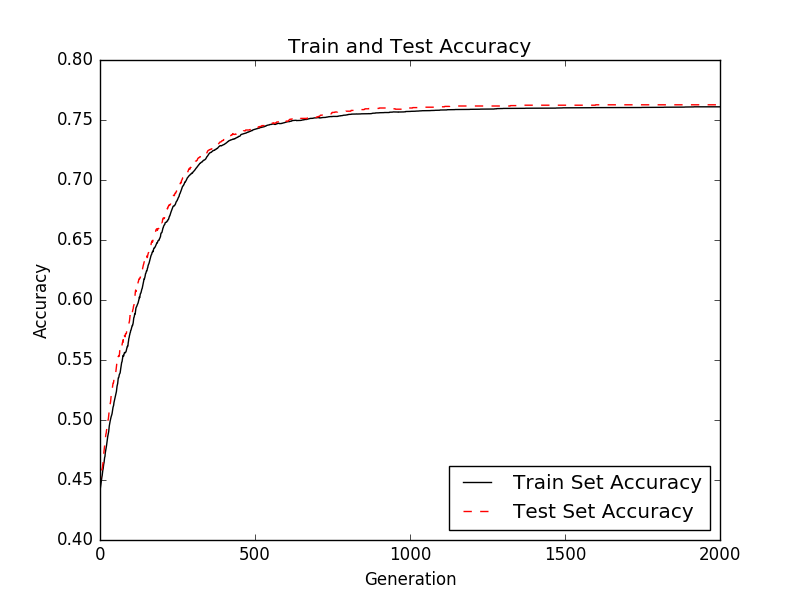 Train and Test Accuracy
0.80
0.75
0.70
0.65
0.60
0.55
0.50
0.45
0.40
Accuracy
Train Set Accuracy
Test Set Accuracy
0 500 1000 1500 2000
Generation